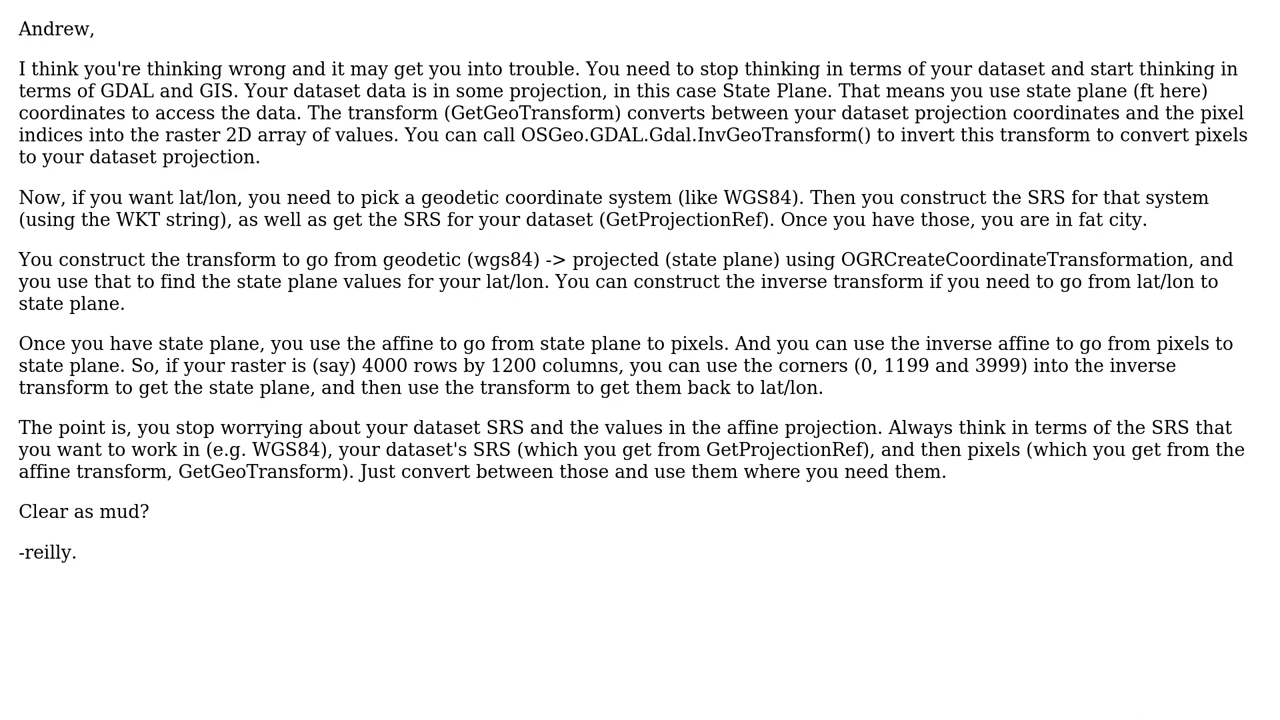 Andrew,
I think you're thinking wrong and it may get you into trouble. You need to stop thinking in terms of your dataset and start thinking in
terms of GDAL and GIS. Your dataset data is in some projection, in this case State Plane. That means you use state plane (ft here)
coordinates to access the data. The transform (GetGeoTransform) converts between your dataset projection coordinates and the pixel
indices into the raster 2D array of values. You can call OSGeo.GDAL.Gdal.InvGeoTransform() to invert this transform to convert pixels
to your dataset projection.
Now, if you want lat/lon, you need to pick a geodetic coordinate system (like WGS84). Then you construct the SRS for that system
(using the WKT string), as well as get the SRS for your dataset (GetProjectionRef). Once you have those, you are in fat city.
You construct the transform to go from geodetic (wgs84) -> projected (state plane) using OGRCreateCoordinateTransformation, and
you use that to find the state plane values for your lat/lon. You can construct the inverse transform if you need to go from lat/lon to
state plane.
Once you have state plane, you use the affine to go from state plane to pixels. And you can use the inverse affine to go from pixels to
state plane. So, if your raster is (say) 4000 rows by 1200 columns, you can use the corners (0, 1199 and 3999) into the inverse
transform to get the state plane, and then use the transform to get them back to lat/lon.
The point is, you stop worrying about your dataset SRS and the values in the affine projection. Always think in terms of the SRS that
you want to work in (e.g. WGS84), your dataset's SRS (which you get from GetProjectionRef), and then pixels (which you get from the
affine transform, GetGeoTransform). Just convert between those and use them where you need them.
Clear as mud?
-reilly.